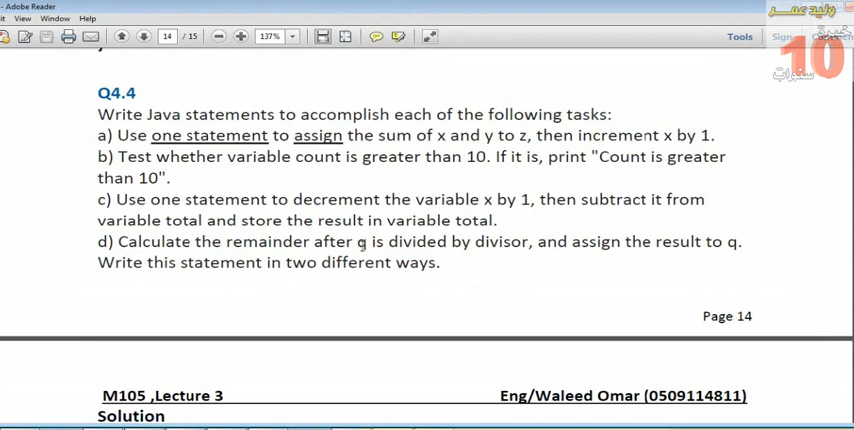 - Adobe Reader
it View Window Help
14 / 15 137% Tools Sign
وليد عمر
خبرة
10
سنوات
Q4.4
Write Java statements to accomplish each of the following tasks:
a) Use one statement to assign the sum of x and y to z, then increment x by 1.
b) Test whether variable count is greater than 10. If it is, print "Count is greater
than 10".
c) Use one statement to decrement the variable x by 1, then subtract it from
variable total and store the result in variable total.
d) Calculate the remainder after q is divided by divisor, and assign the result to q.
Write this statement in two different ways.
Page 14
M105 ,Lecture 3 Eng/Waleed Omar (0509114811)
Solution